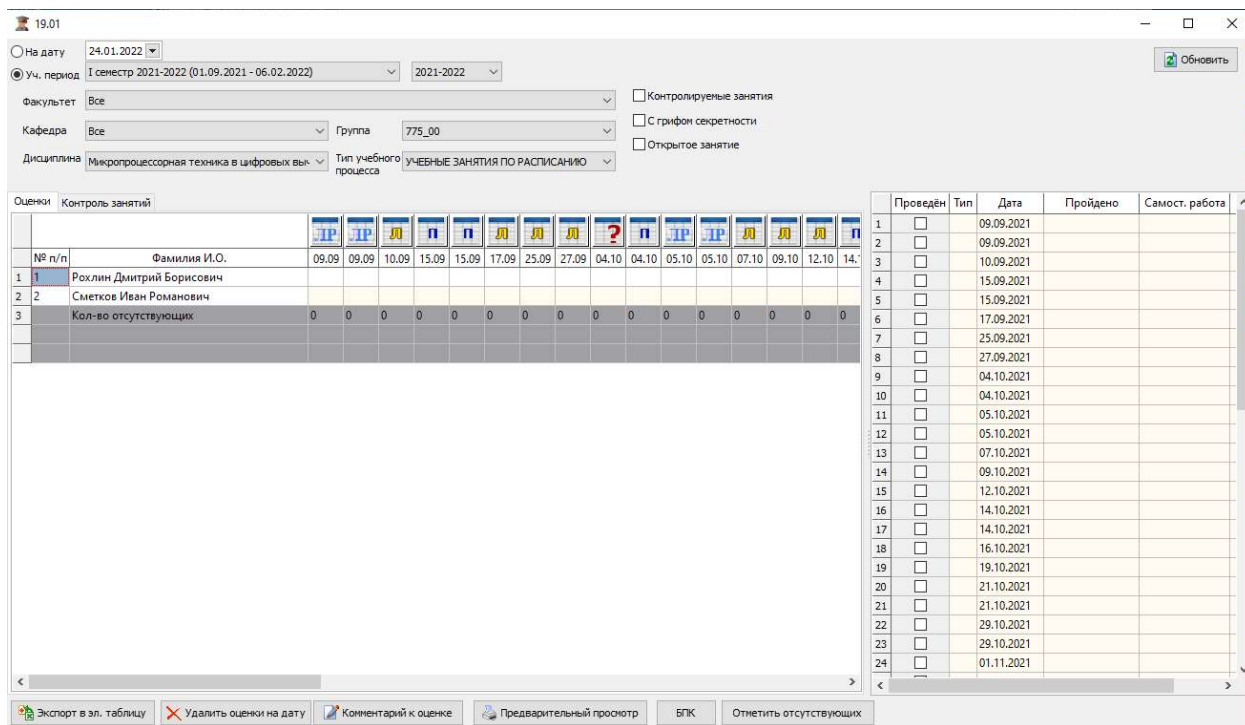 19.01
На дату 24.01.2022
Обновить
Уч. период I семестр 2021-2022 (01.09.2021 - 06.02.2022) 2021-2022
Факультет Все
Контролируемые занятия
С грифом секретности
Открытое занятие
Кафедра Все Группа 775_00
Дисциплина Микропроцессорная техника в цифровых вы Тип учебного процесса УЧЕБНЫЕ ЗАНЯТИЯ ПО РАСПИСАНИЮ
Оценки Контроль занятий
ЛР ЛР Л П П Л Л Л ? П ЛР ЛР Л Л Л П
№ п/п Фамилия И.О. 09.09 09.09 10.09 15.09 15.09 17.09 25.09 27.09 04.10 04.10 05.10 05.10 07.10 09.10 12.10 14.
1 1 Рохлин Дмитрий Борисович
2 2 Сметков Иван Романович
3 Кол-во отсутствующих 0 0 0 0 0 0 0 0 0 0 0 0 0 0 0 0
Проведён Тип Дата Пройдено Самост. работа
1 09.09.2021
2 09.09.2021
3 10.09.2021
4 15.09.2021
5 15.09.2021
6 17.09.2021
7 25.09.2021
8 27.09.2021
9 04.10.2021
10 04.10.2021
11 05.10.2021
12 05.10.2021
13 07.10.2021
14 09.10.2021
15 12.10.2021
16 14.10.2021
17 14.10.2021
18 16.10.2021
19 19.10.2021
20 21.10.2021
21 21.10.2021
22 29.10.2021
23 29.10.2021
24 01.11.2021
Экспорт в эл. таблицу Удалить оценки на дату Комментарий к оценке Предварительный просмотр БПК Отметить отсутствующих